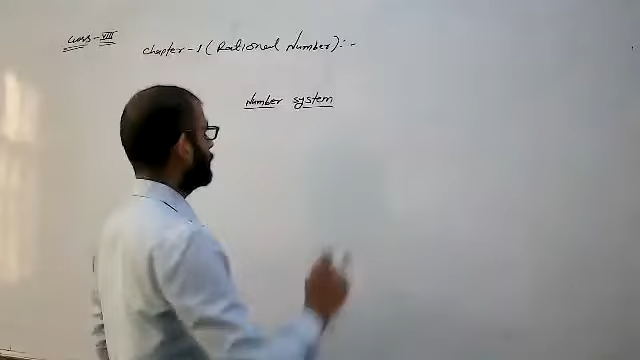 Class - VIII
Chapter - 1 ( Rational Number ) : -
Number system